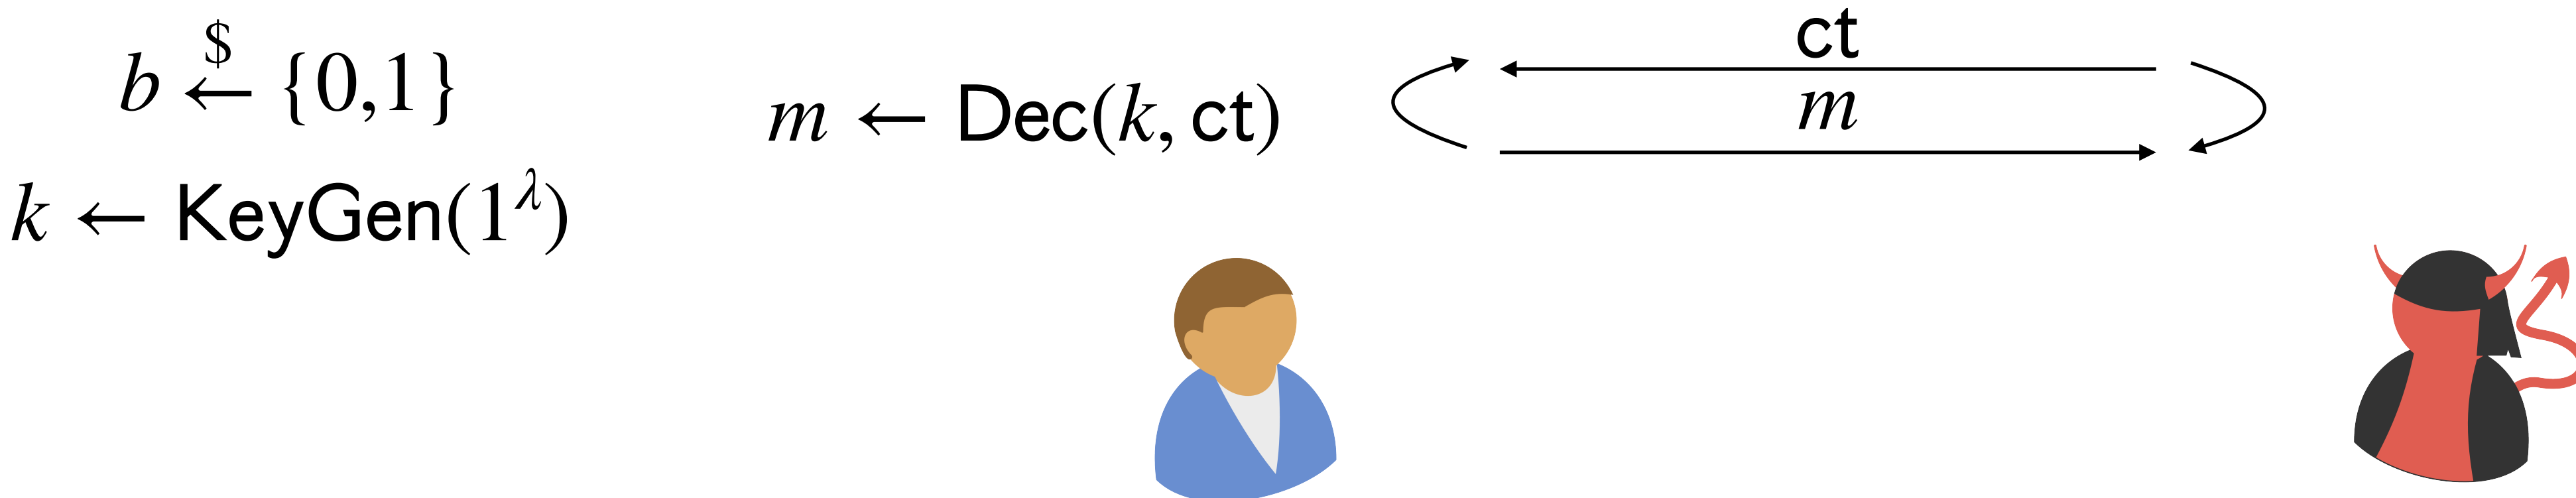 b ←$ {0,1}
k ← KeyGen(1^λ)
m ← Dec(k, ct)
ct
m